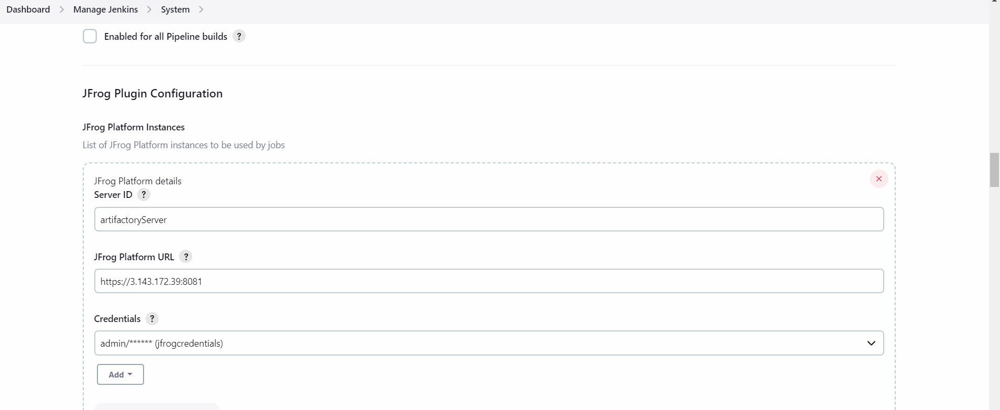 Dashboard > Manage Jenkins > System >
Enabled for all Pipeline builds ?
JFrog Plugin Configuration
JFrog Platform Instances
List of JFrog Platform instances to be used by jobs
JFrog Platform details
Server ID ?
artifactoryServer
JFrog Platform URL ?
https://3.143.172.39:8081
Credentials ?
admin/****** (jfrogcredentials)
Add